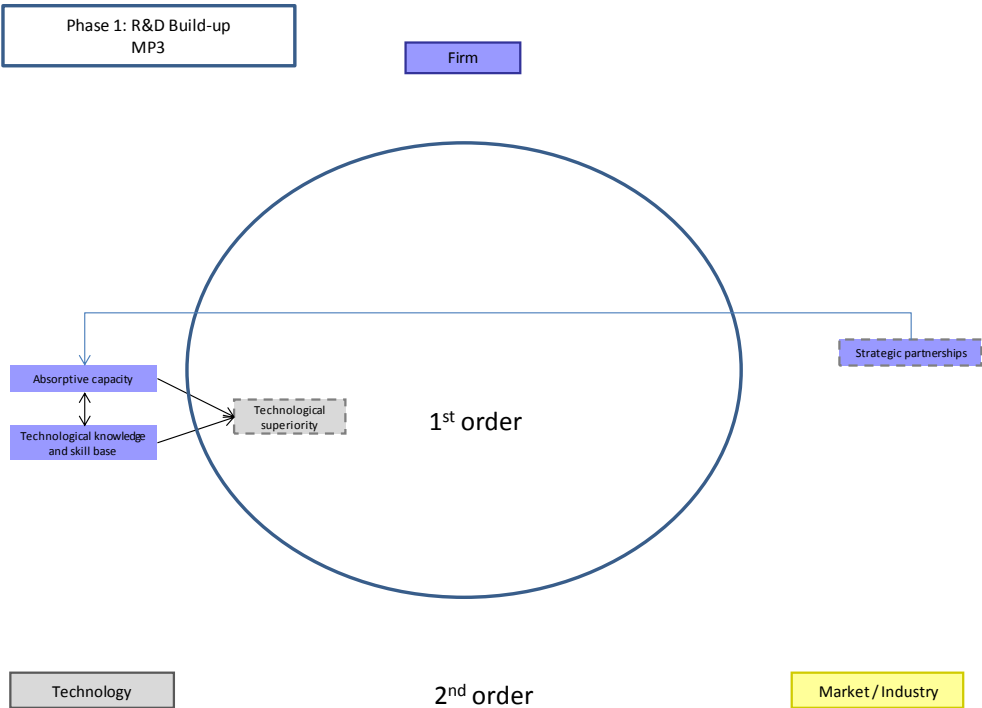 Phase 1: R&D Build-up
MP3
Firm
Strategic partnerships
Absorptive capacity
Technological
superiority
1st order
Technological knowledge
and skill base
Technology
2nd order
Market / Industry